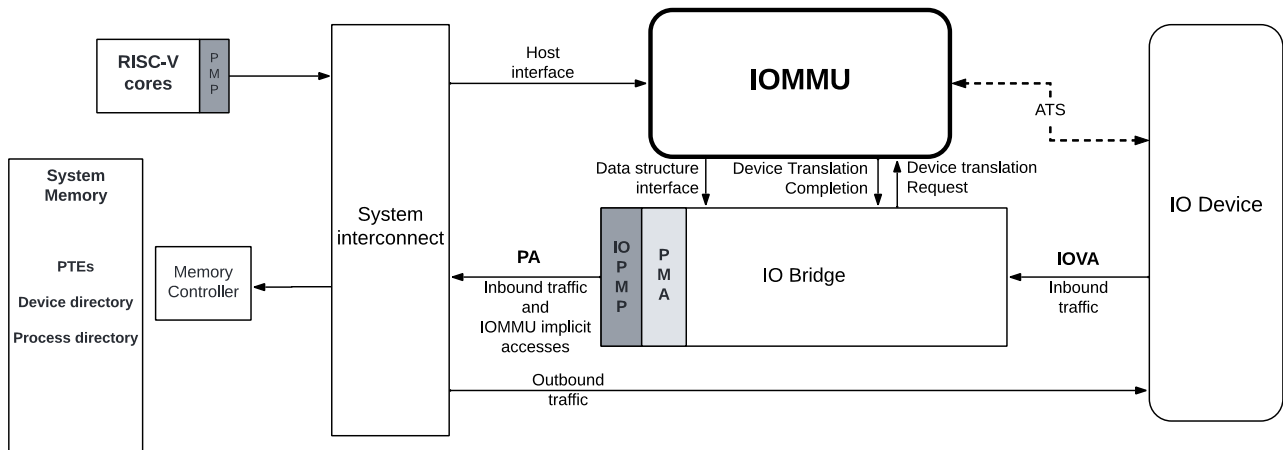 RISC-V
cores
P
M
P
Host
interface
IOMMU
ATS
System
Memory
PTEs
Device directory
Process directory
Memory
Controller
System
interconnect
Data structure
interface
Device Translation
Completion
Device translation
Request
IO Device
PA
Inbound traffic
and
IOMMU implicit
accesses
IO
P
M
P
P
M
A
IO Bridge
IOVA
Inbound
traffic
Outbound
traffic